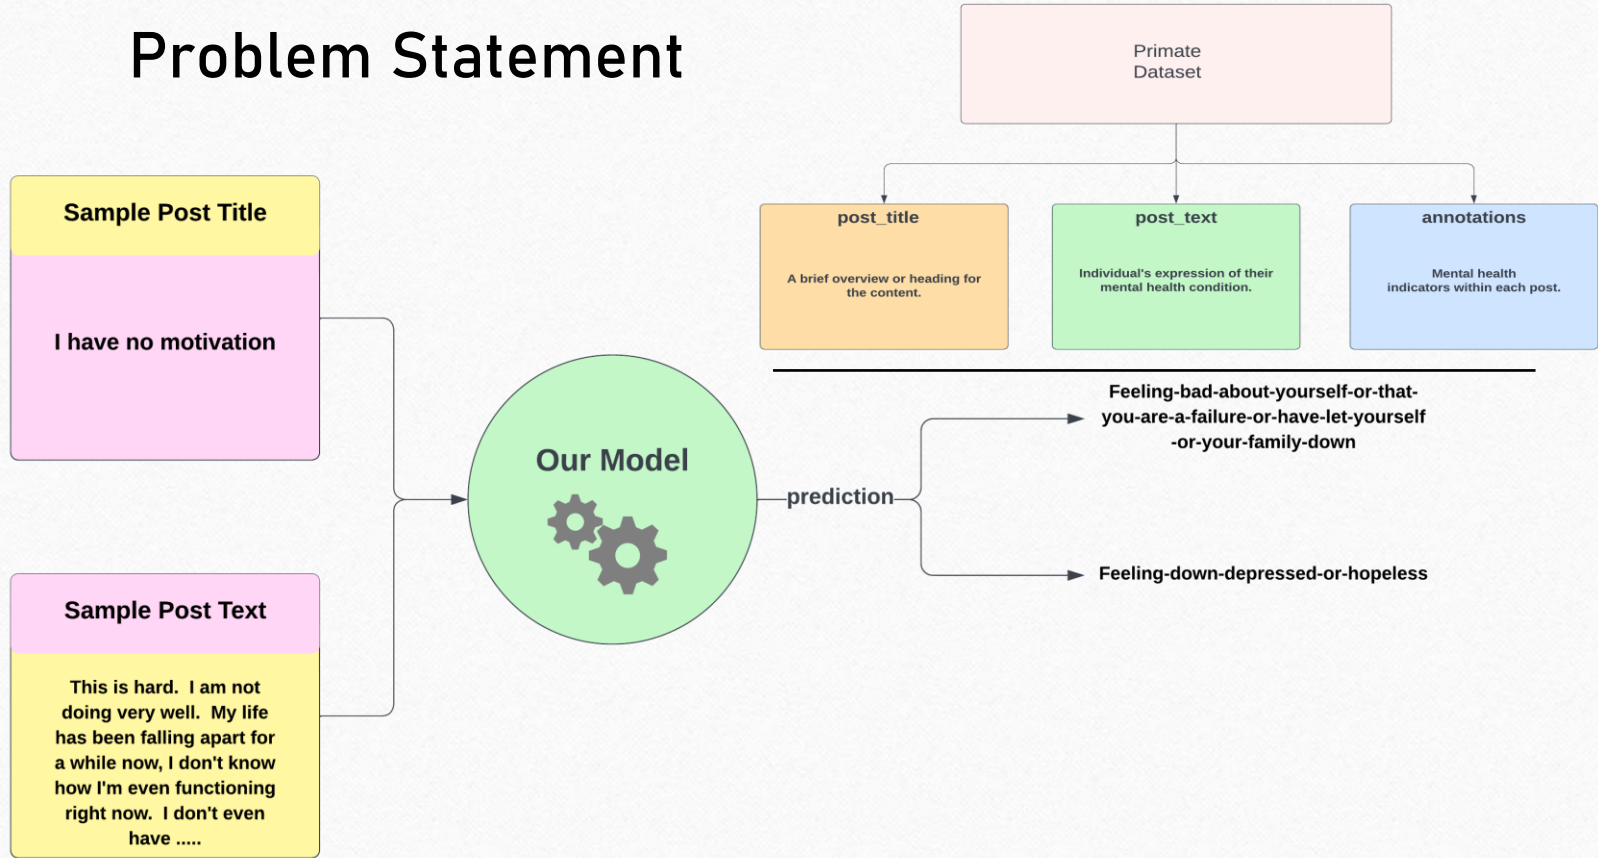 Problem Statement
Primate
Dataset
post_title
A brief overview or heading for
the content.
post_text
Individual's expression of their
mental health condition.
annotations
Mental health
indicators within each post.
Sample Post Title
I have no motivation
Sample Post Text
This is hard.  I am not
doing very well.  My life
has been falling apart for
a while now, I don't know
how I'm even functioning
right now.  I don't even
have .....
Our Model
prediction
Feeling-bad-about-yourself-or-that-
you-are-a-failure-or-have-let-yourself
-or-your-family-down
Feeling-down-depressed-or-hopeless